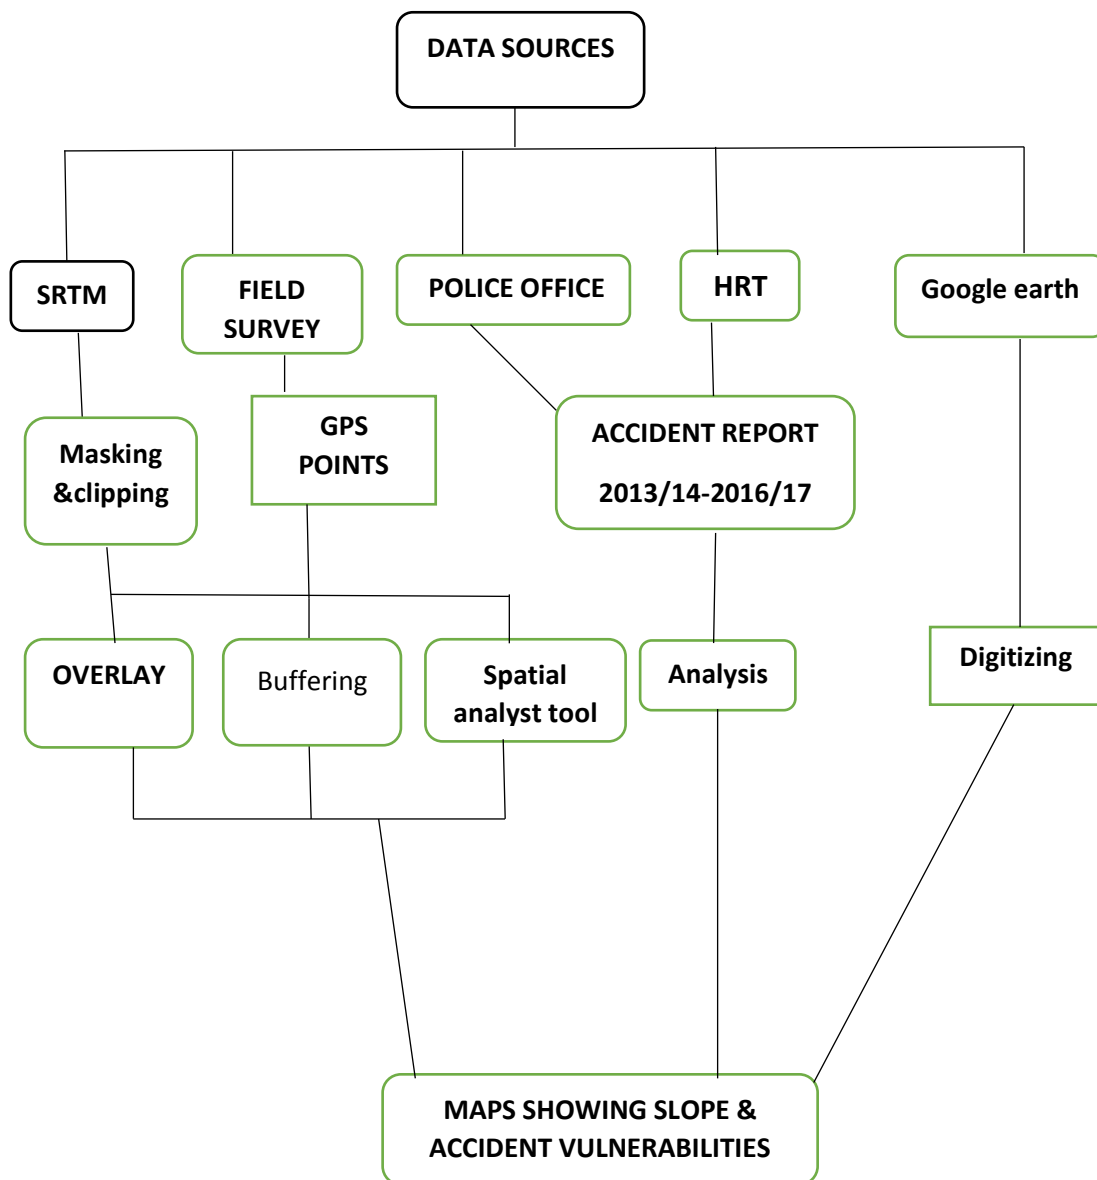 DATA SOURCES
SRTM
FIELD
SURVEY
POLICE OFFICE
HRT
Google earth
Masking
&clipping
GPS
POINTS
ACCIDENT REPORT
2013/14-2016/17
OVERLAY
Buffering
Spatial
analyst tool
Analysis
Digitizing
MAPS SHOWING SLOPE &
ACCIDENT VULNERABILITIES